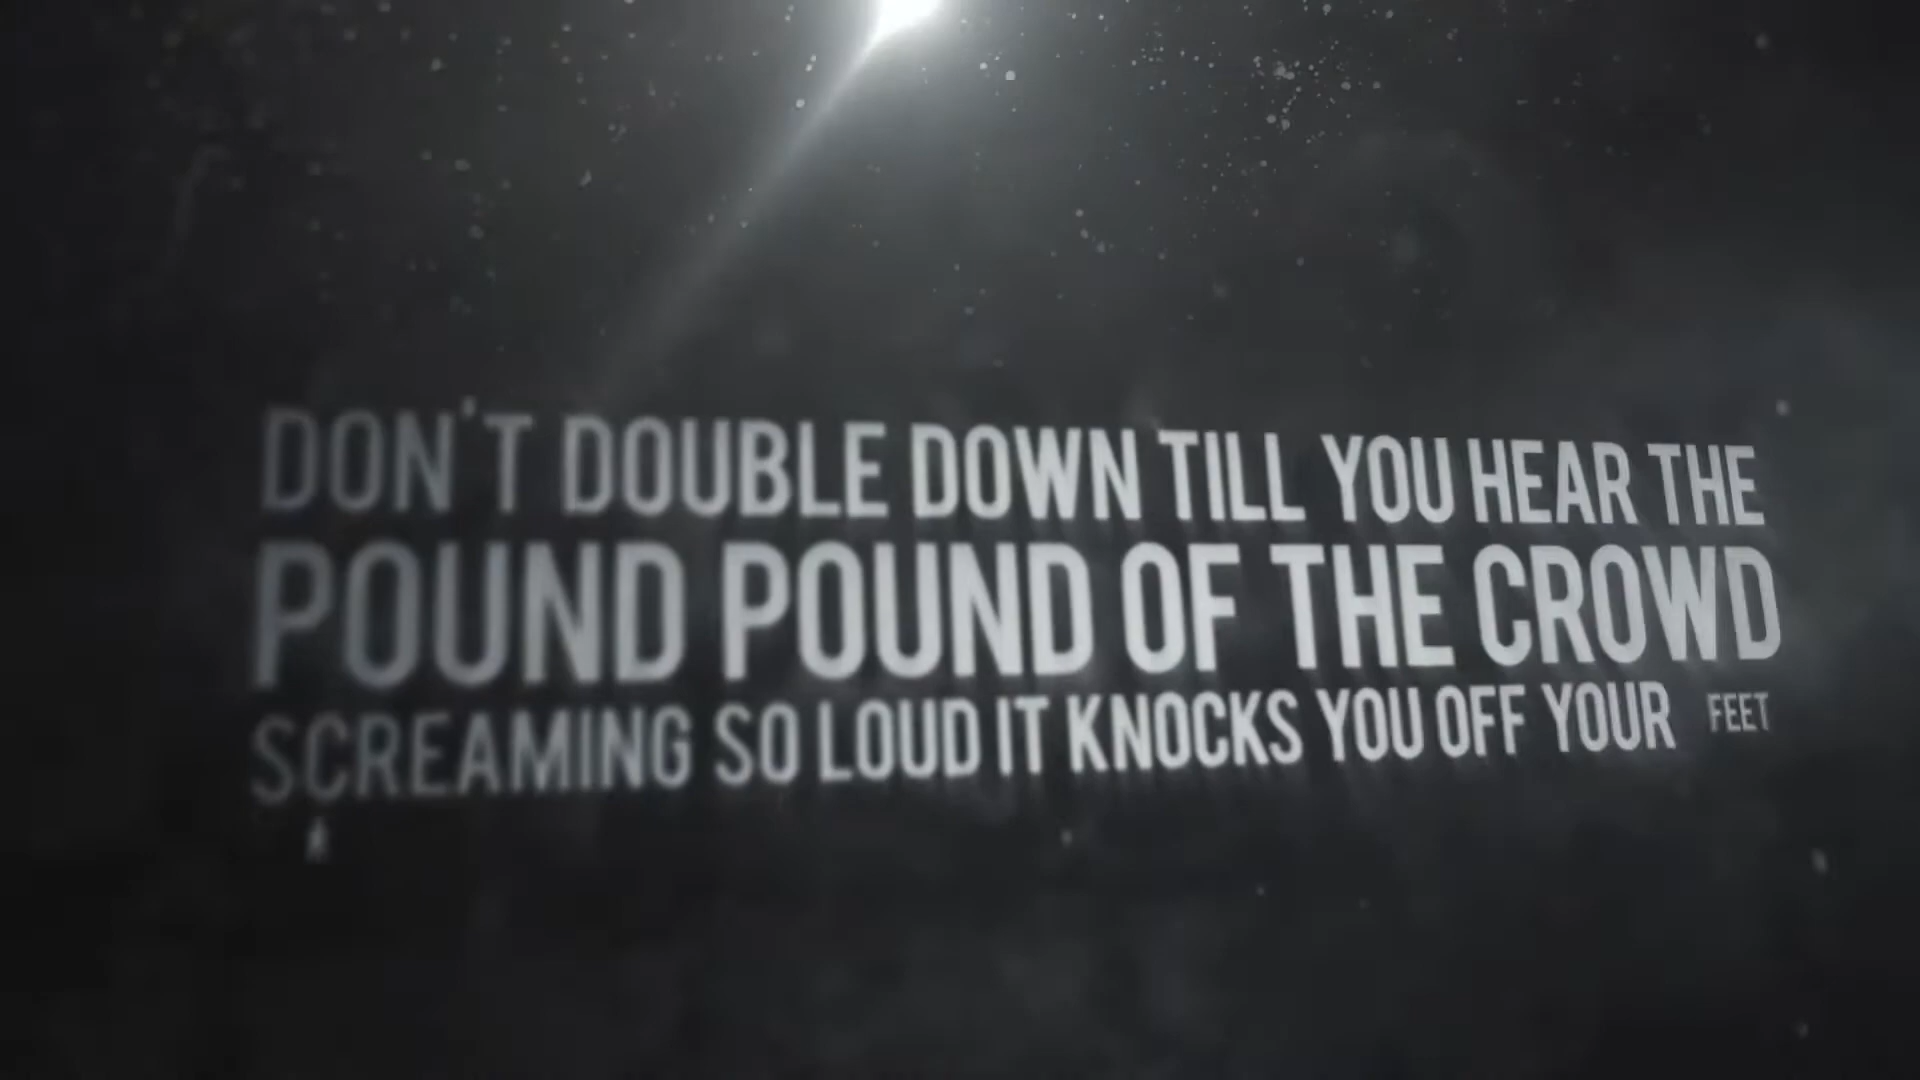 DON'T DOUBLE DOWN TILL YOU HEAR THE
POUND POUND OF THE CROWD
SCREAMING SO LOUD IT KNOCKS YOU OFF YOUR FEET